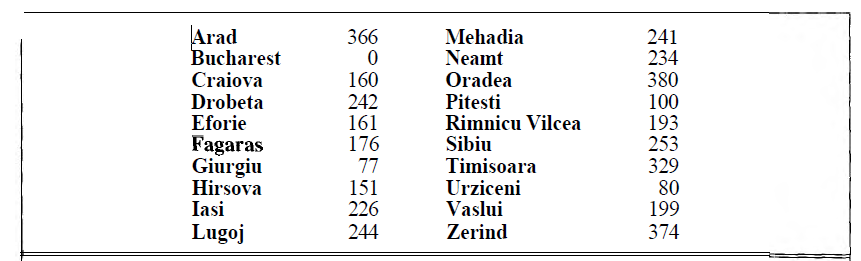 Arad 366 Mehadia 241
Bucharest 0 Neamt 234
Craiova 160 Oradea 380
Drobeta 242 Pitesti 100
Eforie 161 Rimnicu Vilcea 193
Fagaras 176 Sibiu 253
Giurgiu 77 Timisoara 329
Hirsova 151 Urziceni 80
Iasi 226 Vaslui 199
Lugoj 244 Zerind 374